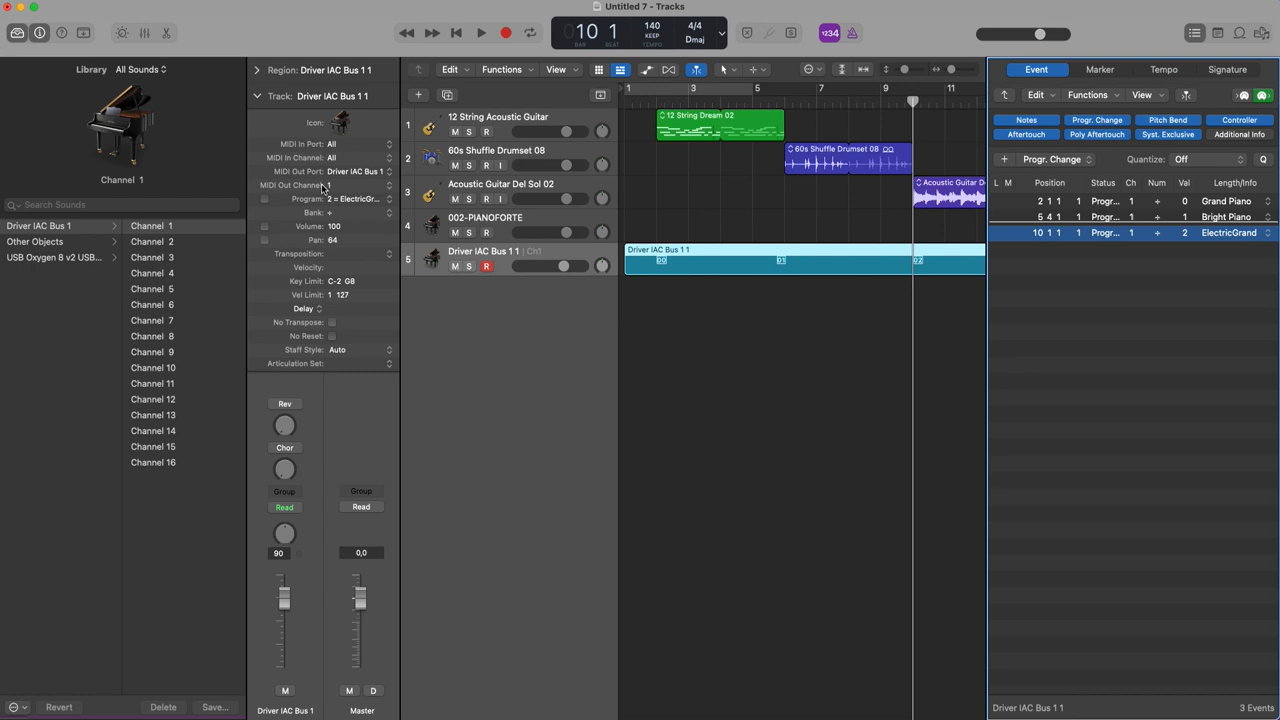 Untitled 7 - Tracks
10 1
BAR BEAT
140
KEEP
TEMPO
4/4
Dmaj
1234
Library All Sounds
Channel 1
Search Sounds
Driver IAC Bus 1
Other Objects
USB Oxygen 8 v2 USB...
Channel 1
Channel 2
Channel 3
Channel 4
Channel 5
Channel 6
Channel 7
Channel 8
Channel 9
Channel 10
Channel 11
Channel 12
Channel 13
Channel 14
Channel 15
Channel 16
Revert Delete Save...
Region: Driver IAC Bus 1 1
Track: Driver IAC Bus 1 1
Icon:
MIDI In Port: All
MIDI In Channel: All
MIDI Out Port: Driver IAC Bus 1
MIDI Out Channel: 1
Program: 2 = ElectricGr...
Bank: ÷
Volume: 100
Pan: 64
Transposition:
Velocity:
Key Limit: C-2 G8
Vel Limit: 1 127
Delay
No Transpose:
No Reset:
Staff Style: Auto
Articulation Set:
Rev
Chor
Group Group
Read Read
90 0,0
M M D
Driver IAC Bus 1 Master
Edit Functions View
1 3 5 7 9 11
1 12 String Acoustic Guitar
M S R
2 60s Shuffle Drumset 08
M S R I
3 Acoustic Guitar Del Sol 02
M S R I
4 002-PIANOFORTE
M S R
5 Driver IAC Bus 1 1 | Ch1
M S R
12 String Dream 02
60s Shuffle Drumset 08
Acoustic Guitar D
Driver IAC Bus 1 1
00 01 02
Event Marker Tempo Signature
Edit Functions View
Notes Progr. Change Pitch Bend Controller
Aftertouch Poly Aftertouch Syst. Exclusive Additional Info
Progr. Change Quantize: Off Q
L M Position Status Ch Num Val Length/Info
2 1 1 1 Progr... 1 ÷ 0 Grand Piano
5 4 1 1 Progr... 1 ÷ 1 Bright Piano
10 1 1 1 Progr... 1 ÷ 2 ElectricGrand
Driver IAC Bus 1 1 3 Events